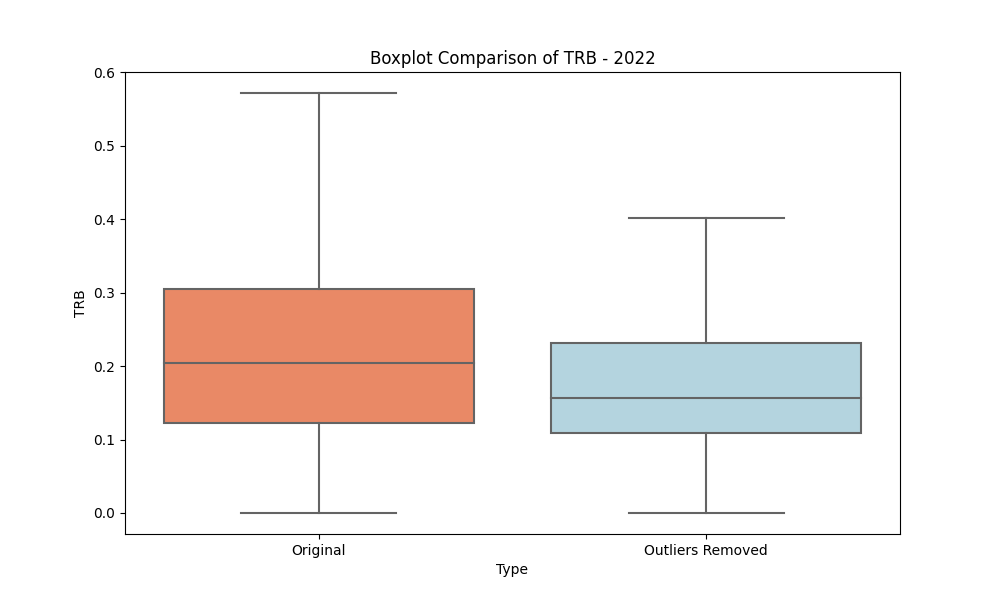 Boxplot Comparison of TRB - 2022
0.6
0.5
0.4
0.3
0.2
0.1
0.0
TRB
Original
Outliers Removed
Type